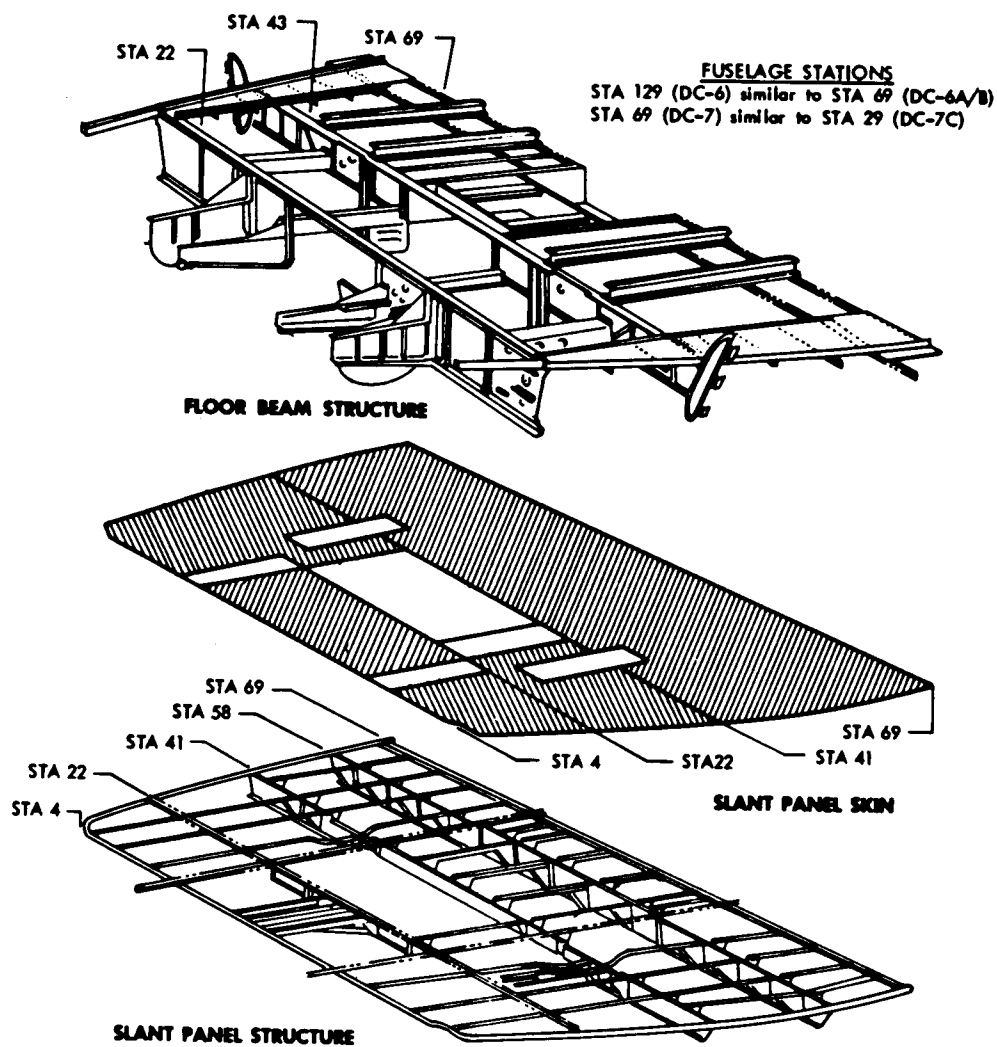 STA 22
STA 43
STA 69
FUSELAGE STATIONS
STA 129 (DC-6) similar to STA 69 (DC-6A/B)
STA 69 (DC-7) similar to STA 29 (DC-7C)
FLOOR BEAM STRUCTURE
STA 69
STA 41
STA22
STA 4
SLANT PANEL SKIN
STA 69
STA 58
STA 41
STA 22
STA 4
SLANT PANEL STRUCTURE